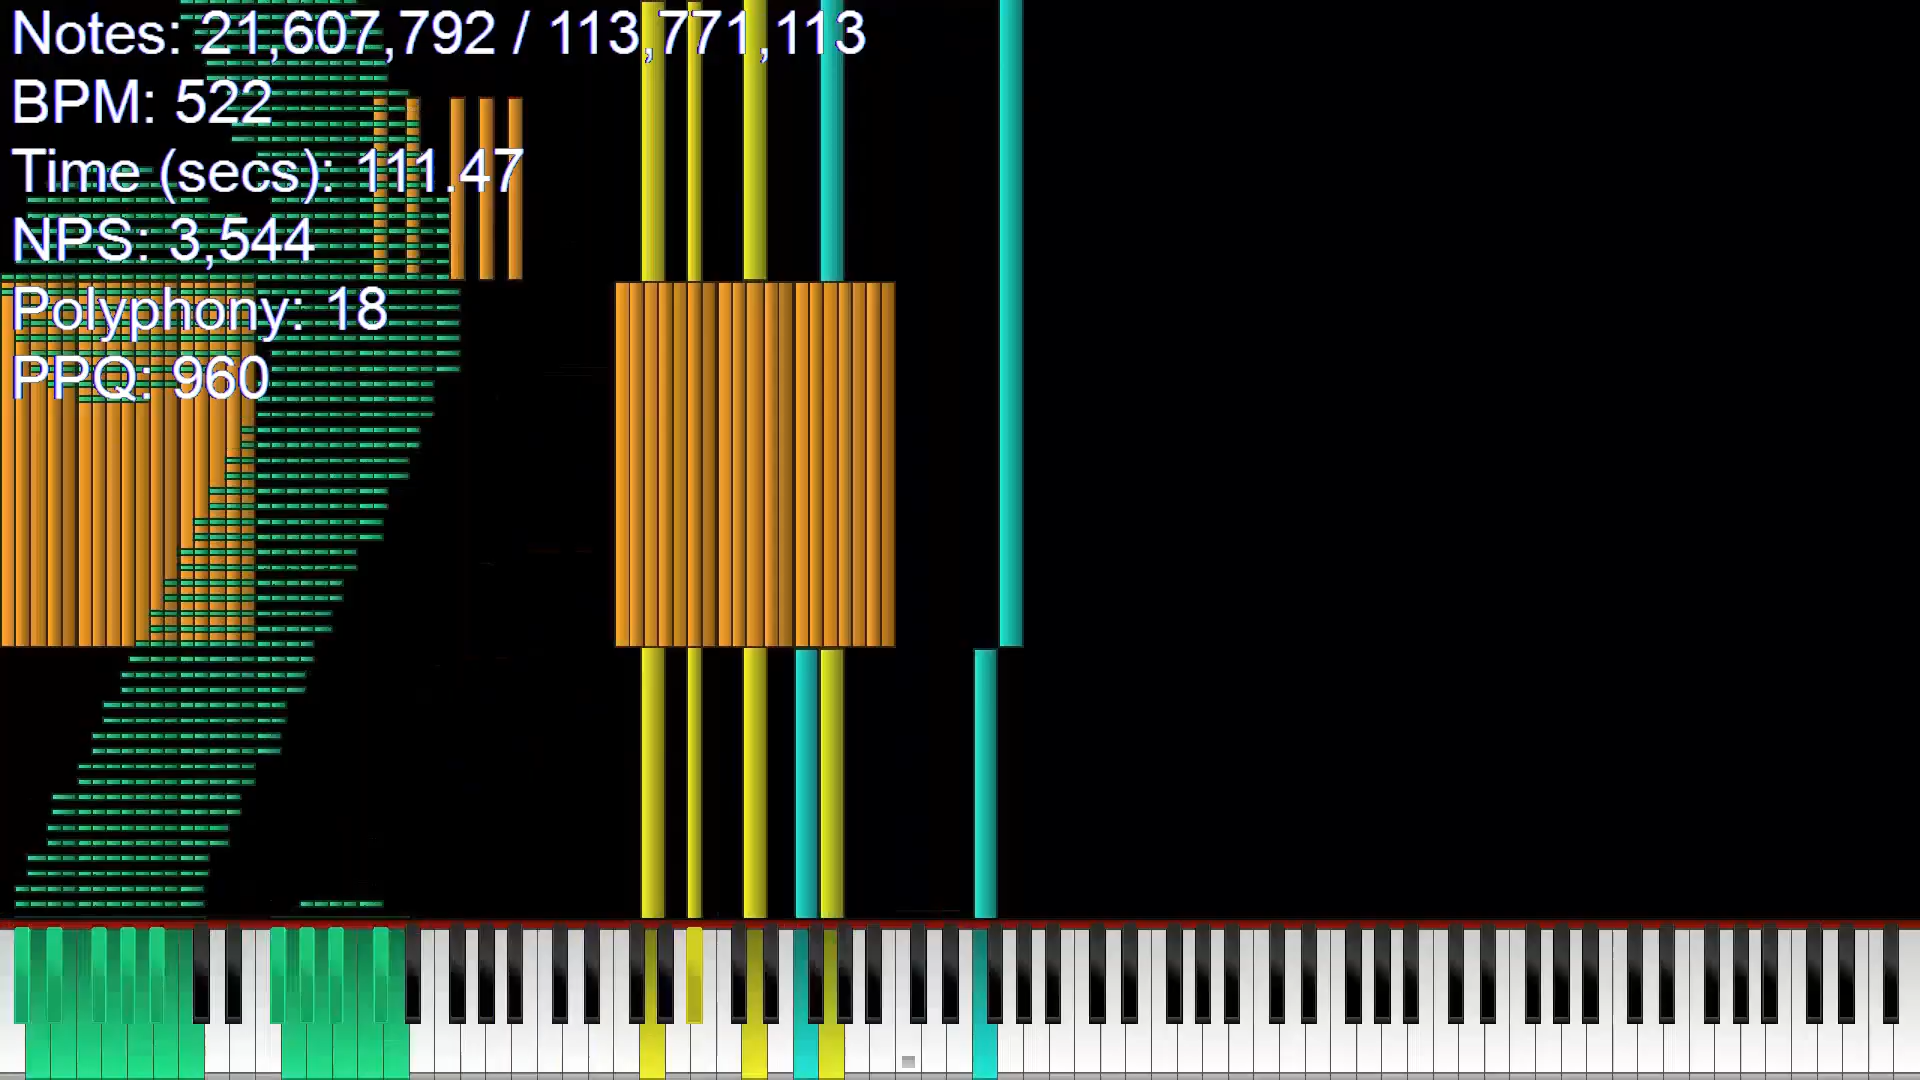 Notes: 21,607,792 / 113,771,113
BPM: 522
Time (secs): 111.47
NPS: 3,544
Polyphony: 18
PPQ: 960